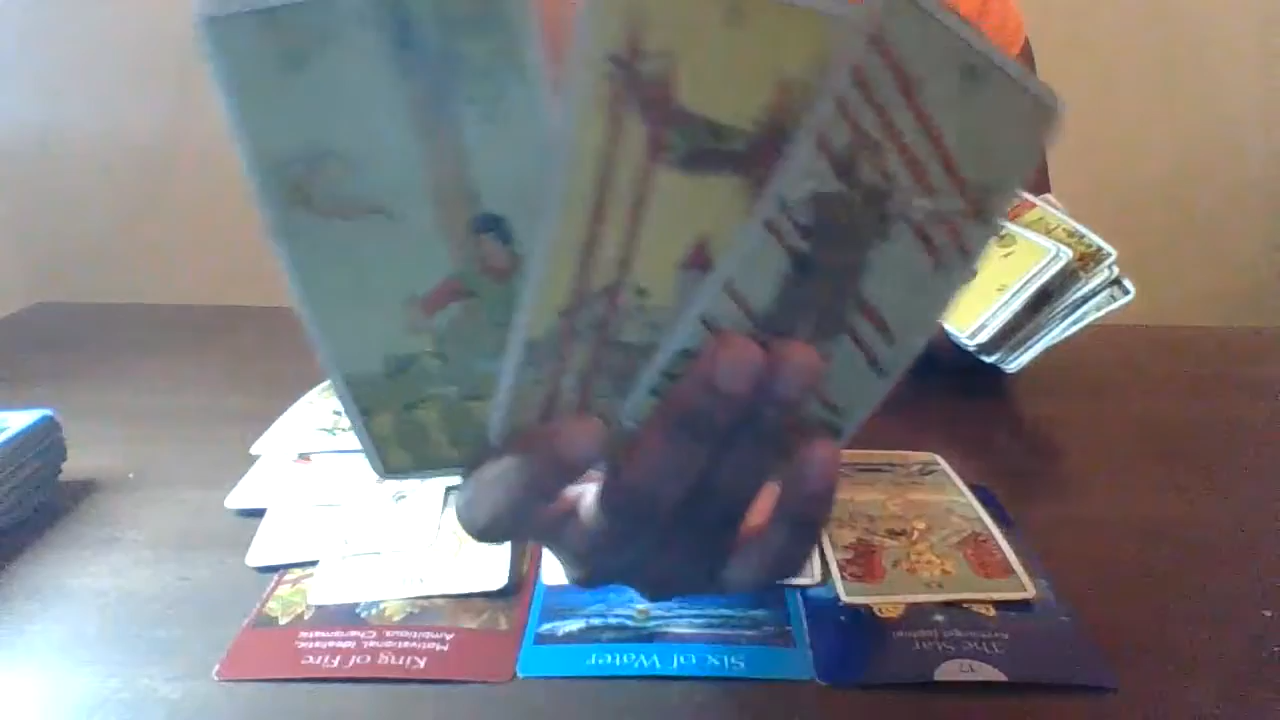 King of Fire
Motivational, Idealistic,
Ambitious, Charismatic
Six of Water
17
The Star